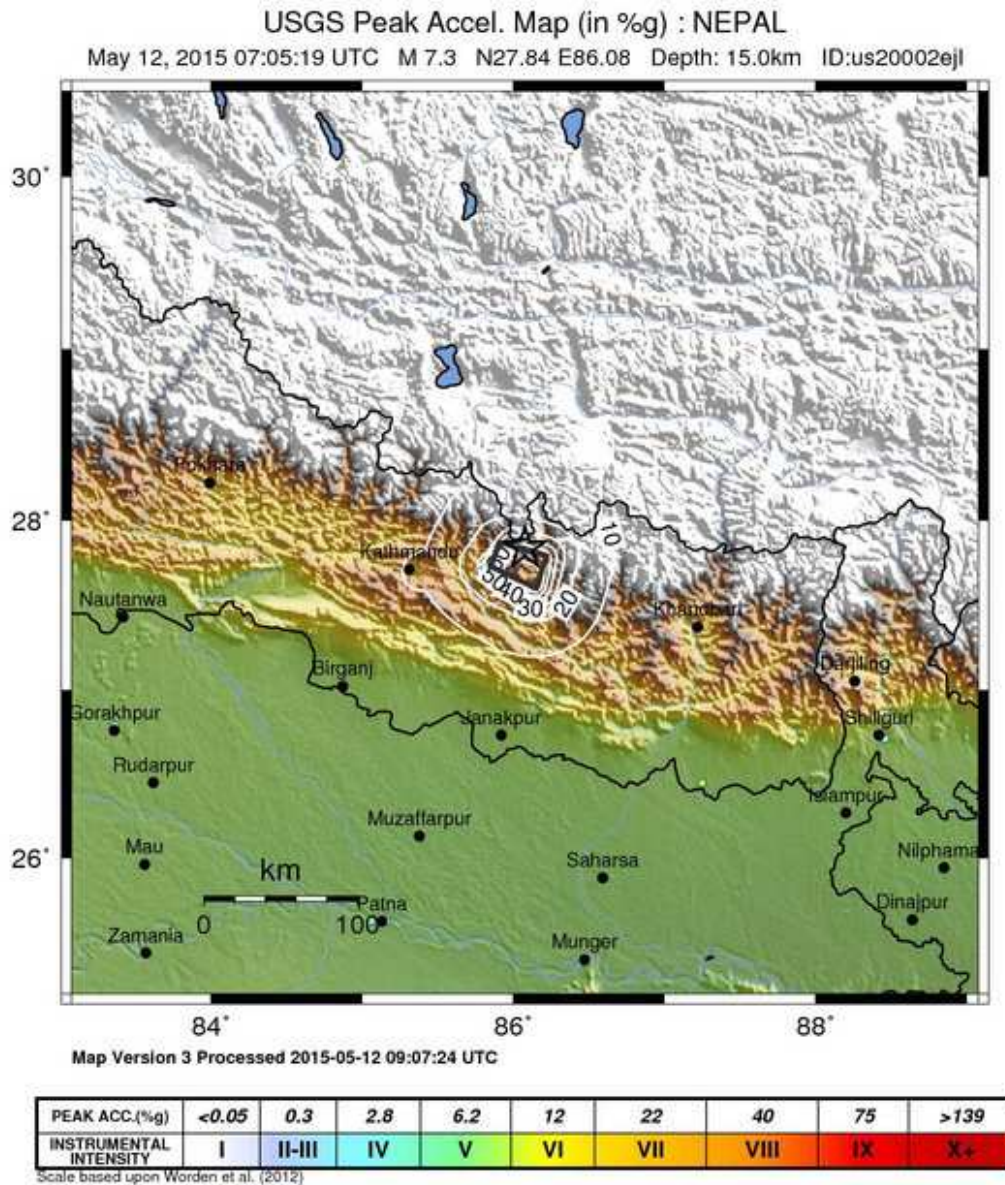 USGS Peak Accel. Map (in %g) : NEPAL
May 12, 2015 07:05:19 UTC M 7.3 N27.84 E86.08 Depth: 15.0km ID:us20002ejl
30˚
28˚
26˚
Pokhara
Kathmandu
10
50
40
30
20
Nautanwa
Khandbari
Birganj
Darjiling
Gorakhpur
Janakpur
Shiliguri
Rudarpur
Islampur
Muzaffarpur
Mau
Saharsa
Nilphama
km
0 100
Patna
Dinajpur
Zamania
Munger
84˚ 86˚ 88˚
Map Version 3 Processed 2015-05-12 09:07:24 UTC
PEAK ACC.(%g) <0.05 0.3 2.8 6.2 12 22 40 75 >139
INSTRUMENTAL INTENSITY I II-III IV V VI VII VIII IX X+
Scale based upon Worden et al. (2012)